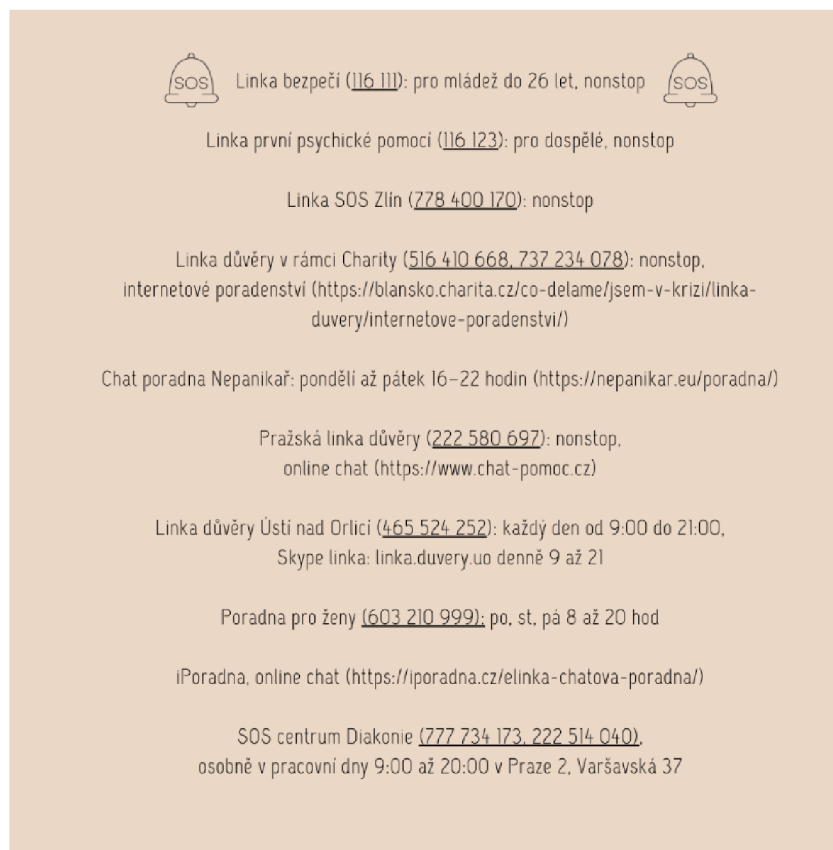 SOS Linka bezpečí (116 111): pro mládež do 26 let, nonstop SOS
Linka první psychické pomoci (116 123): pro dospělé, nonstop
Linka SOS Zlín (778 400 170): nonstop
Linka důvěry v rámci Charity (516 410 668, 737 234 078): nonstop,
internetové poradenství (https://blansko.charita.cz/co-delame/jsem-v-krizi/linka-
duvery/internetove-poradenstvi/)
Chat poradna Nepanikař: pondělí až pátek 16–22 hodin (https://nepanikar.eu/poradna/)
Pražská linka důvěry (222 580 697): nonstop,
online chat (https://www.chat-pomoc.cz)
Linka důvěry Ústí nad Orlicí (465 524 252): každý den od 9:00 do 21:00,
Skype linka: linka.duvery.uo denně 9 až 21
Poradna pro ženy (603 210 999): po, st, pá 8 až 20 hod
iPoradna, online chat (https://iporadna.cz/elinka-chatova-poradna/)
SOS centrum Diakonie (777 734 173, 222 514 040),
osobně v pracovní dny 9:00 až 20:00 v Praze 2, Varšavská 37